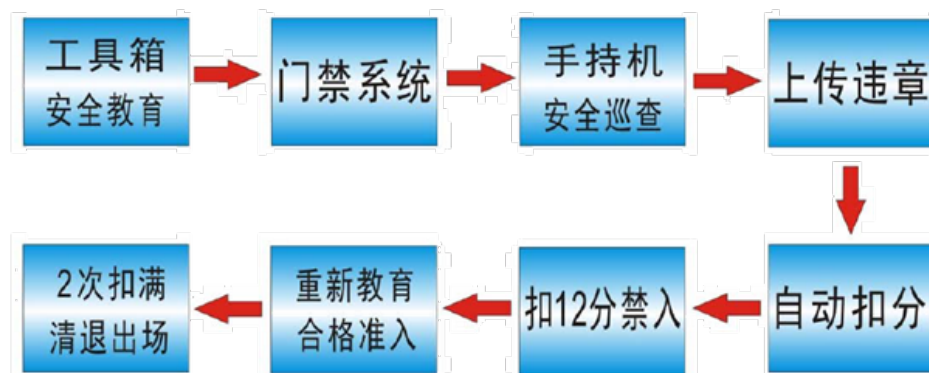 工具箱
安全教育
门禁系统
手持机
安全巡查
上传违章
自动扣分
扣12分禁入
重新教育
合格准入
2次扣满
清退出场